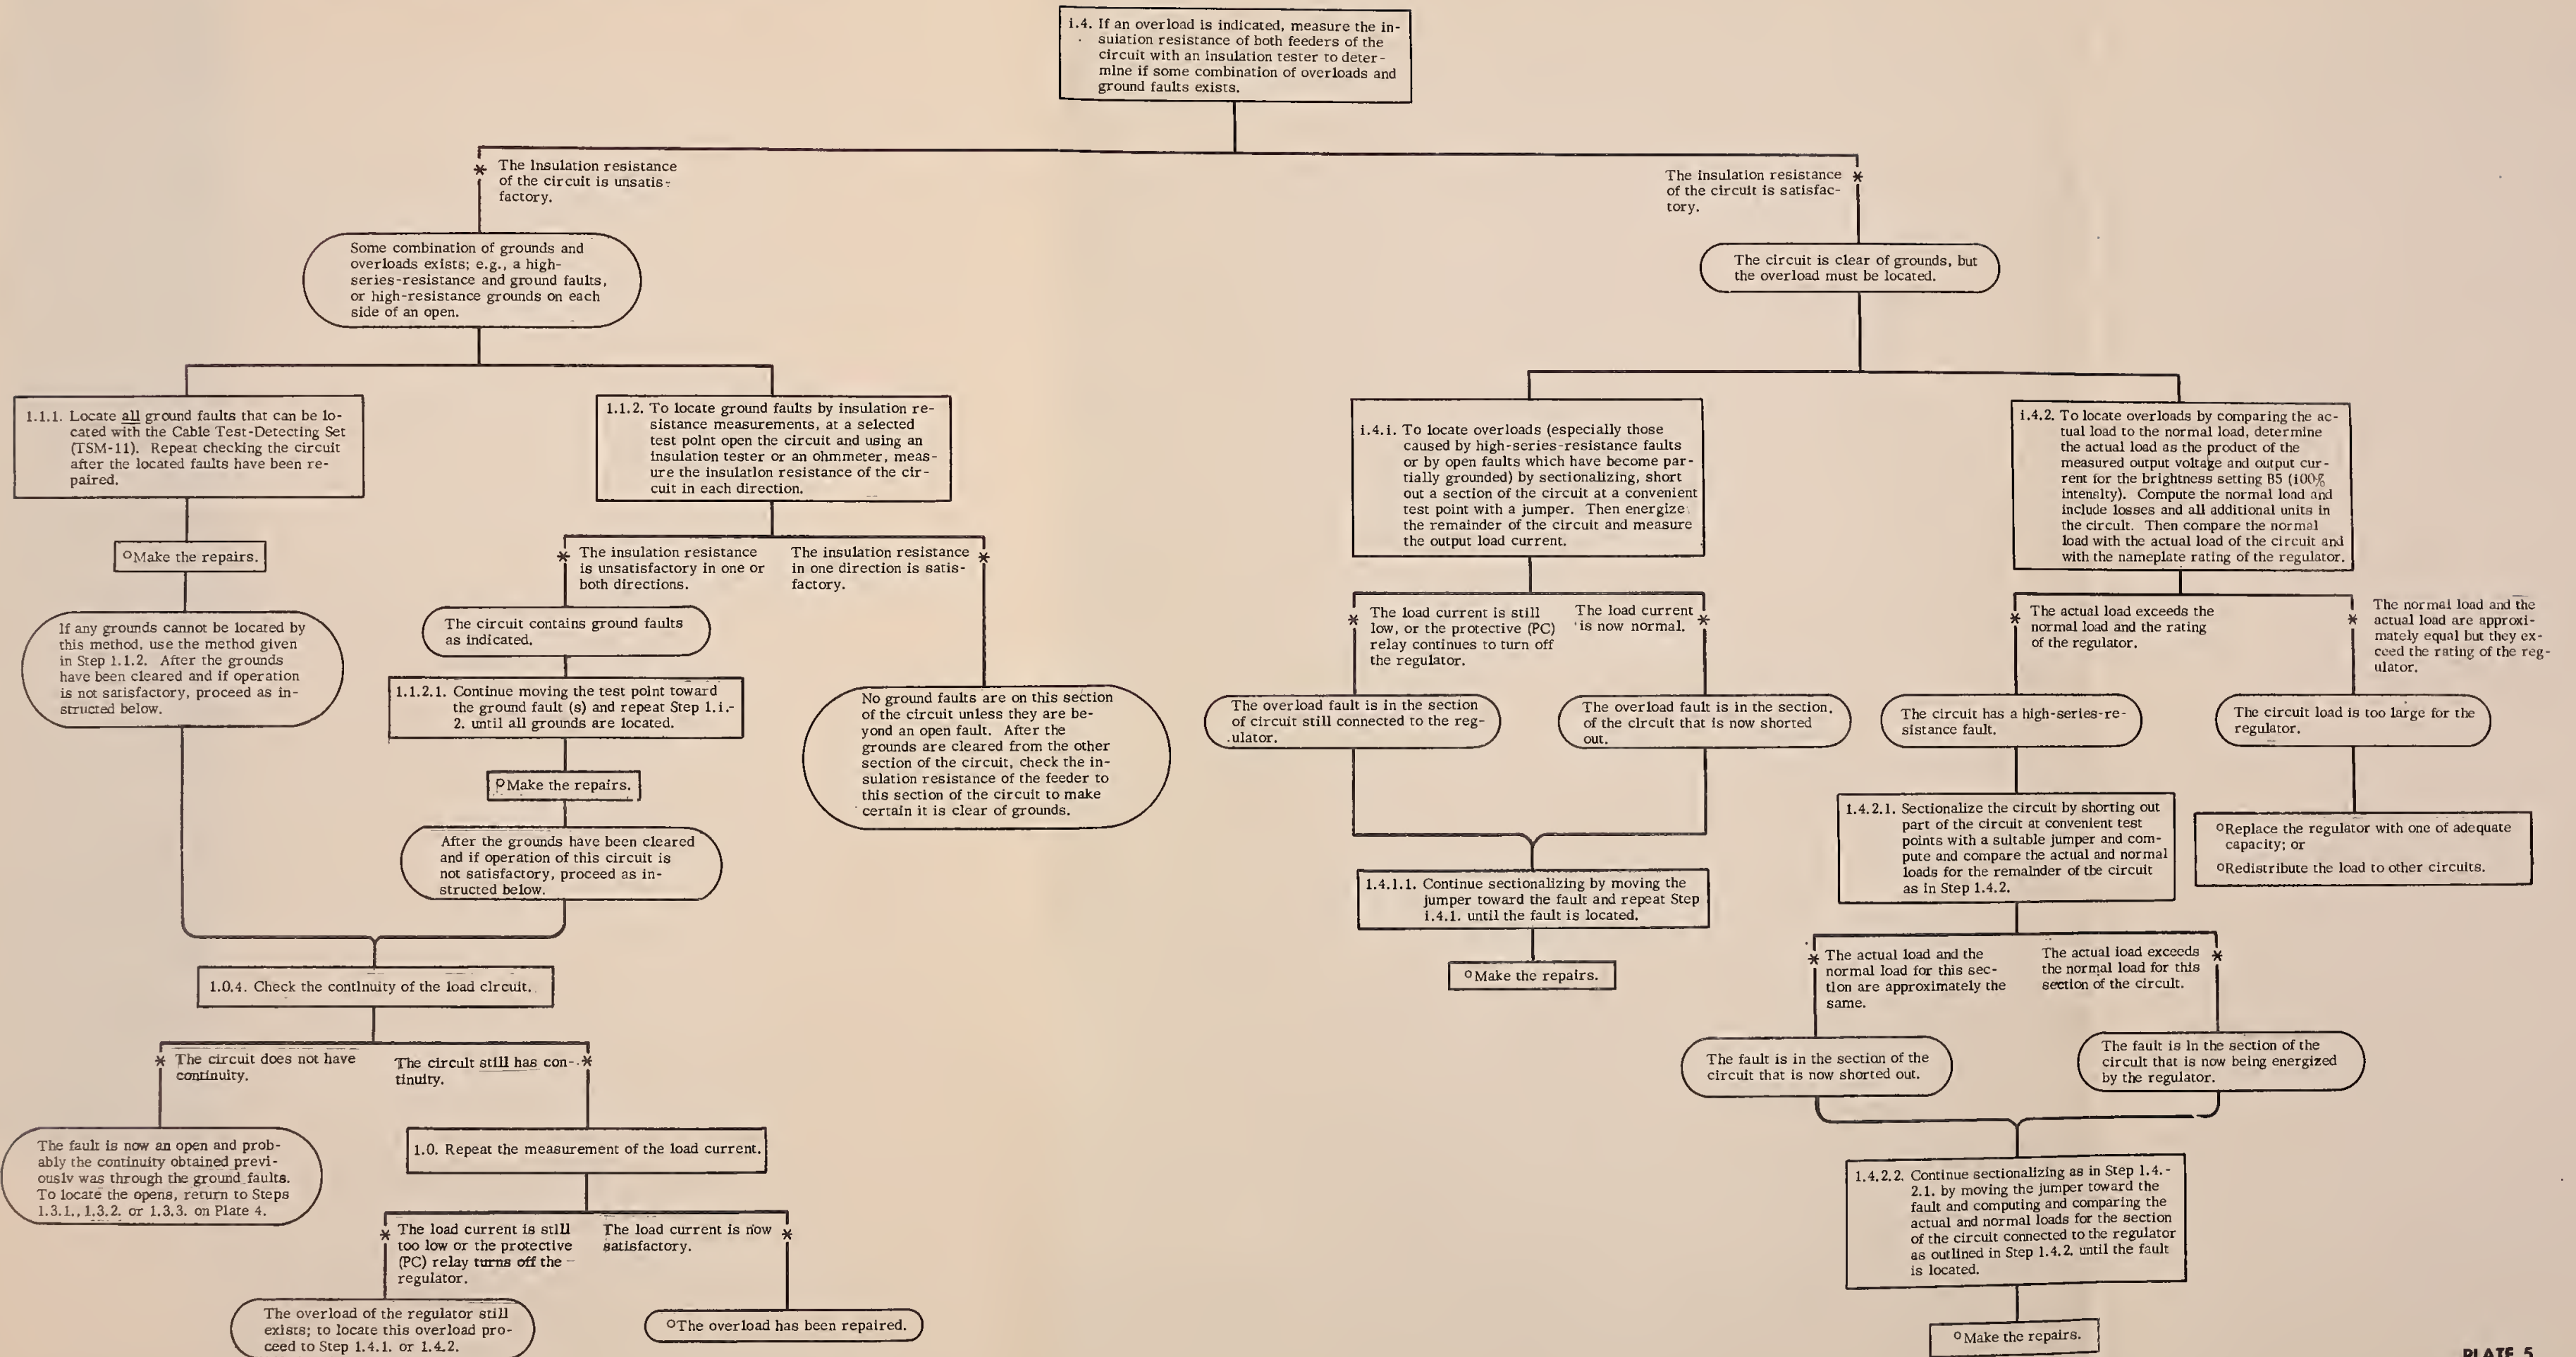 1.4. If an overload is indicated, measure the in-
sulation resistance of both feeders of the
circuit with an insulation tester to deter-
mine if some combination of overloads and
ground faults exists.
* The Insulation resistance
of the circuit is unsatis-
factory.
The insulation resistance *
of the circuit is satisfac-
tory.
Some combination of grounds and
overloads exists; e.g., a high-
series-resistance and ground faults,
or high-resistance grounds on each
side of an open.
The circuit is clear of grounds, but
the overload must be located.
1.1.1. Locate all ground faults that can be lo-
cated with the Cable Test-Detecting Set
(TSM-11). Repeat checking the circuit
after the located faults have been re-
paired.
1.1.2. To locate ground faults by insulation re-
sistance measurements, at a selected
test point open the circuit and using an
insulation tester or an ohmmeter, meas-
ure the insulation resistance of the cir-
cuit in each direction.
1.4.1. To locate overloads (especially those
caused by high-series-resistance faults
or by open faults which have become par-
tially grounded) by sectionalizing, short
out a section of the circuit at a convenient
test point with a jumper. Then energize
the remainder of the circuit and measure
the output load current.
1.4.2. To locate overloads by comparing the ac-
tual load to the normal load, determine
the actual load as the product of the
measured output voltage and output cur-
rent for the brightness setting B5 (100%
intensity). Compute the normal load and
include losses and all additional units in
the circuit. Then compare the normal
load with the actual load of the circuit and
with the nameplate rating of the regulator.
oMake the repairs.
* The insulation resistance
is unsatisfactory in one or
both directions.
The insulation resistance *
in one direction is satis-
factory.
If any grounds cannot be located by
this method, use the method given
in Step 1.1.2. After the grounds
have been cleared and if operation
is not satisfactory, proceed as in-
structed below.
The circuit contains ground faults
as indicated.
1.1.2.1. Continue moving the test point toward
the ground fault (s) and repeat Step 1.1.-
2. until all grounds are located.
No ground faults are on this section
of the circuit unless they are be-
yond an open fault. After the
grounds are cleared from the other
section of the circuit, check the in-
sulation resistance of the feeder to
this section of the circuit to make
certain it is clear of grounds.
oMake the repairs.
After the grounds have been cleared
and if operation of this circuit is
not satisfactory, proceed as in-
structed below.
* The load current is still
low, or the protective (PC)
relay continues to turn off
the regulator.
The load current *
is now normal.
* The actual load exceeds the
normal load and the rating
of the regulator.
* The normal load and the
actual load are approxi-
mately equal but they ex-
ceed the rating of the reg-
ulator.
The overload fault is in the section
of circuit still connected to the reg-
ulator.
The overload fault is in the section.
of the circuit that is now shorted
out.
The circuit has a high-series-re-
sistance fault.
The circuit load is too large for the
regulator.
1.4.1.1. Continue sectionalizing by moving the
jumper toward the fault and repeat Step
1.4.1. until the fault is located.
o Make the repairs.
1.4.2.1. Sectionalize the circuit by shorting out
part of the circuit at convenient test
points with a suitable jumper and com-
pute and compare the actual and normal
loads for the remainder of the circuit
as in Step 1.4.2.
oReplace the regulator with one of adequate
capacity; or
oRedistribute the load to other circuits.
* The actual load and the
normal load for this sec-
tion are approximately the
same.
The actual load exceeds *
the normal load for this
section of the circuit.
The fault is in the section of the
circuit that is now shorted out.
The fault is in the section of the
circuit that is now being energized
by the regulator.
1.4.2.2. Continue sectionalizing as in Step 1.4.-
2.1. by moving the jumper toward the
fault and computing and comparing the
actual and normal loads for the section
of the circuit connected to the regulator
as outlined in Step 1.4.2. until the fault
is located.
o Make the repairs.
1.0.4. Check the continuity of the load circuit.
* The circuit does not have
continuity.
The circuit still has con- *
tinuity.
The fault is now an open and prob-
ably the continuity obtained previ-
ously was through the ground faults.
To locate the opens, return to Steps
1.3.1., 1.3.2. or 1.3.3. on Plate 4.
1.0. Repeat the measurement of the load current.
* The load current is still
too low or the protective
(PC) relay turns off the
regulator.
The load current is now *
satisfactory.
The overload of the regulator still
exists; to locate this overload pro-
ceed to Step 1.4.1. or 1.4.2.
oThe overload has been repaired.
PLATE 5